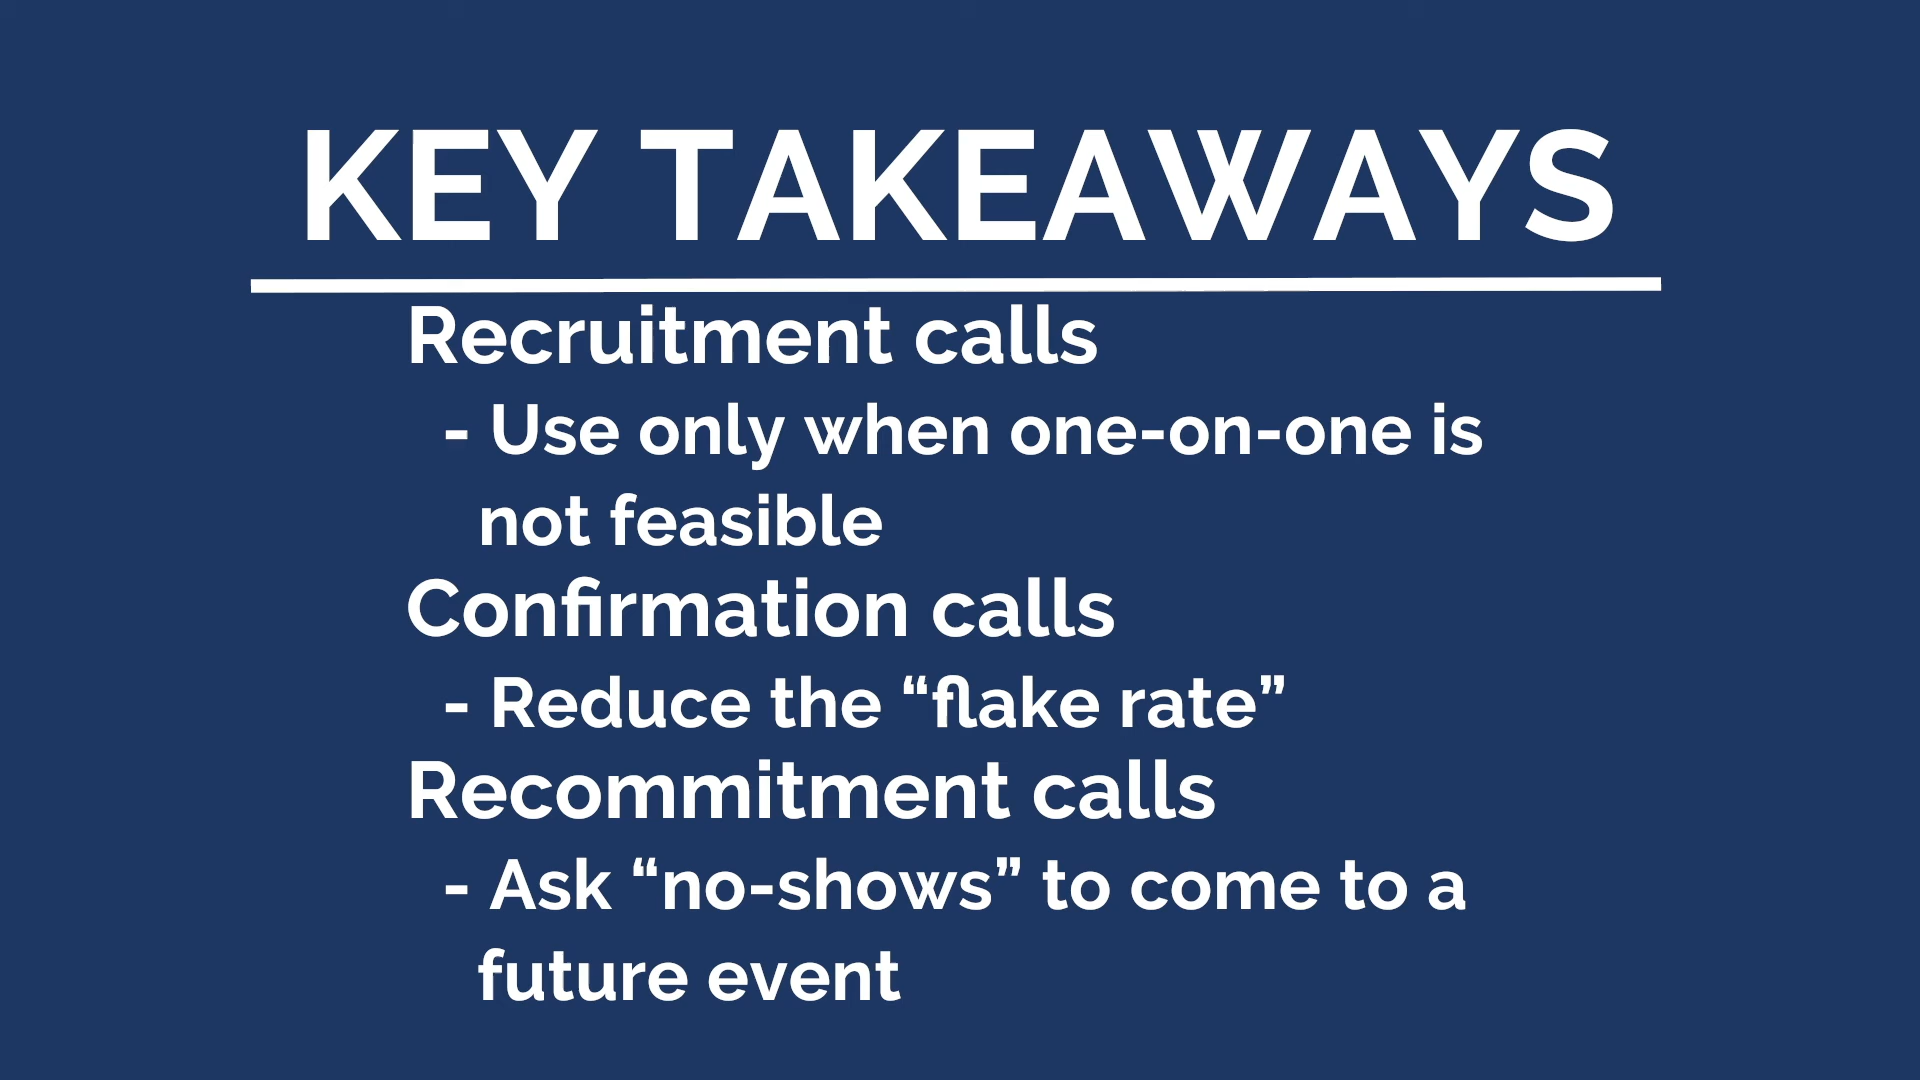 KEY TAKEAWAYS
Recruitment calls
- Use only when one-on-one is
not feasible
Confirmation calls
- Reduce the “flake rate”
Recommitment calls
- Ask “no-shows” to come to a
future event